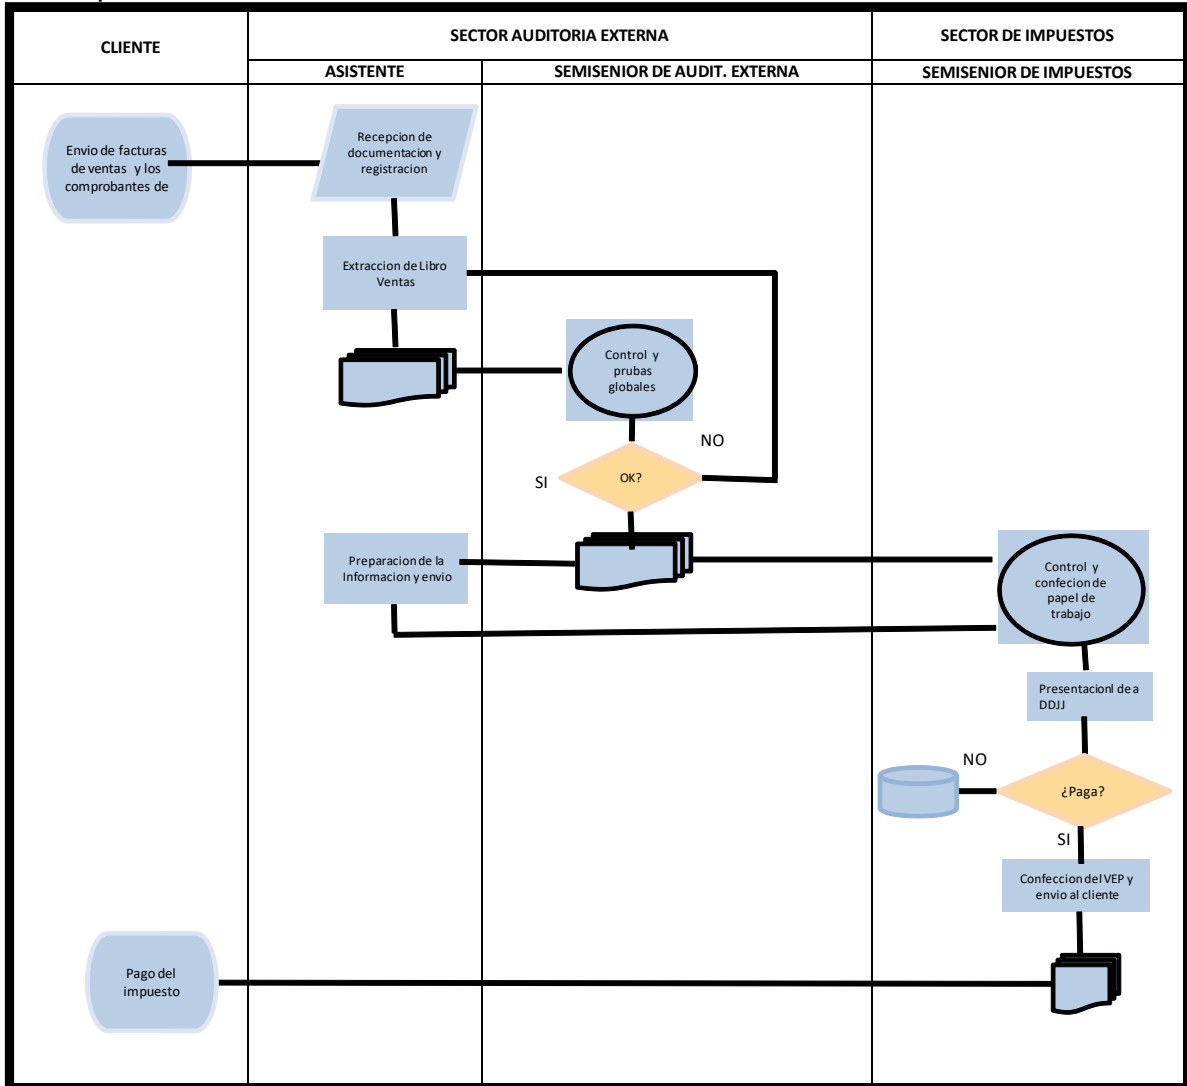 CLIENTE
SECTOR AUDITORIA EXTERNA
SECTOR DE IMPUESTOS
ASISTENTE
SEMISENIOR DE AUDIT. EXTERNA
SEMISENIOR DE IMPUESTOS
Envio de facturas
de ventas y los
comprobantes de
Recepcion de
documentacion y
registracion
Extraccion de Libro
Ventas
Control y
prubas
globales
NO
SI
OK?
Preparacion de la
Informacion y envio
Control y
confecion de
papel de
trabajo
Presentacionl de a
DDJJ
NO
¿Paga?
SI
Confeccion del VEP y
envio al cliente
Pago del
impuesto